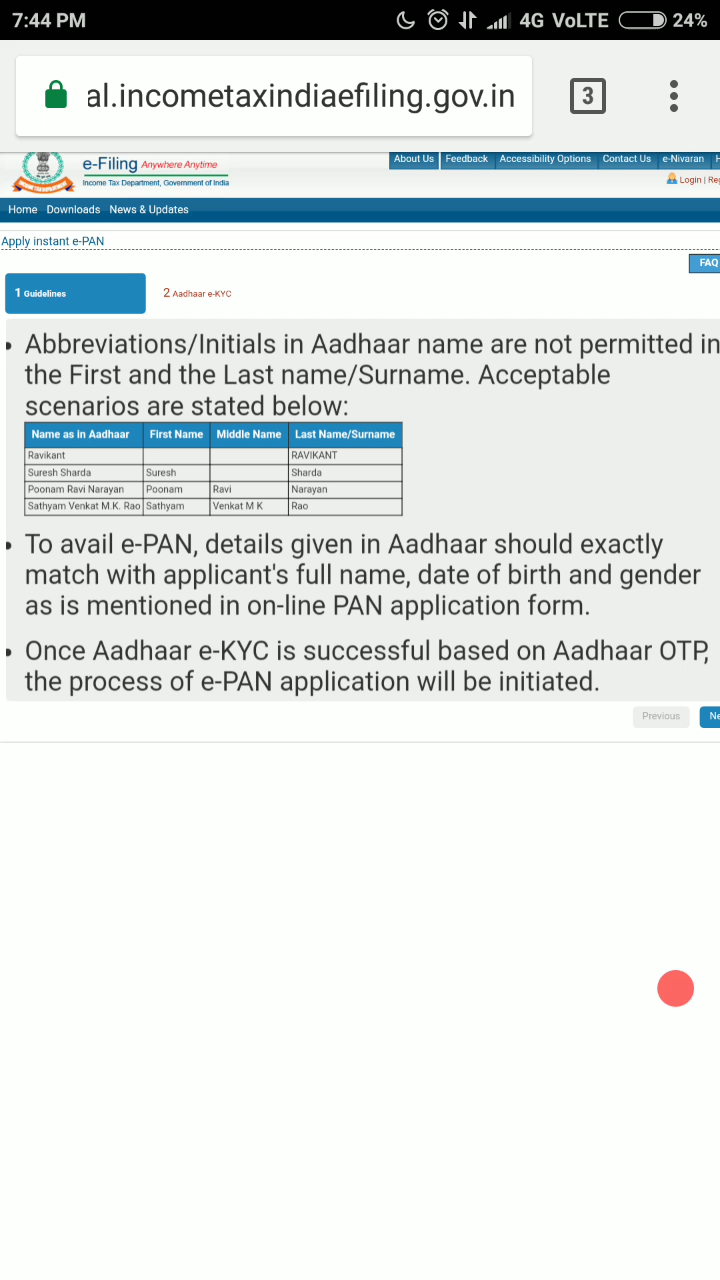 7:44 PM 4G VoLTE 24%
al.incometaxindiaefiling.gov.in 3
e-Filing Anywhere Anytime
Income Tax Department, Government of India
About Us Feedback Accessibility Options Contact Us e-Nivaran H
Login | Reg
Home Downloads News & Updates
Apply instant e-PAN
FAQ
1 Guidelines 2 Aadhaar e-KYC
• Abbreviations/Initials in Aadhaar name are not permitted in
the First and the Last name/Surname. Acceptable
scenarios are stated below:
Name as in Aadhaar First Name Middle Name Last Name/Surname
Ravikant RAVIKANT
Suresh Sharda Suresh Sharda
Poonam Ravi Narayan Poonam Ravi Narayan
Sathyam Venkat M.K. Rao Sathyam Venkat M K Rao
• To avail e-PAN, details given in Aadhaar should exactly
match with applicant's full name, date of birth and gender
as is mentioned in on-line PAN application form.
• Once Aadhaar e-KYC is successful based on Aadhaar OTP,
the process of e-PAN application will be initiated.
Previous Ne